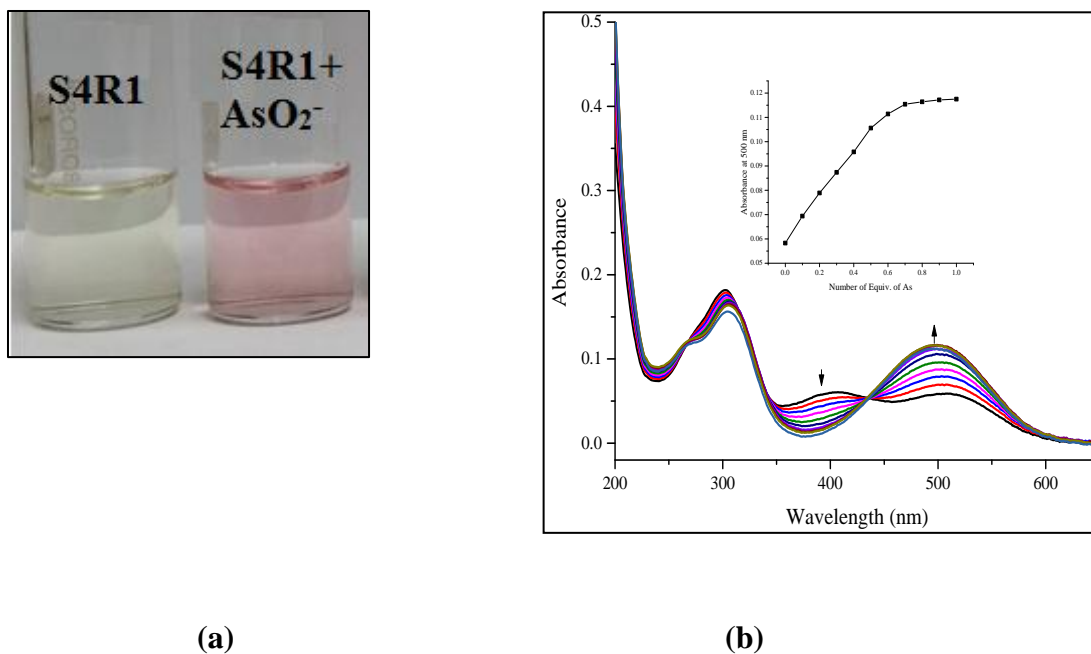 S4R1
S4R1+
AsO₂⁻
0.5
0.4
0.3
0.2
0.1
0.0
Absorbance
200
300
400
500
600
Wavelength (nm)
0.12
0.11
0.10
0.09
0.08
0.07
0.06
0.05
Absorbance at 500 nm
0.0
0.2
0.4
0.6
0.8
1.0
Number of Equiv. of As
(a)
(b)